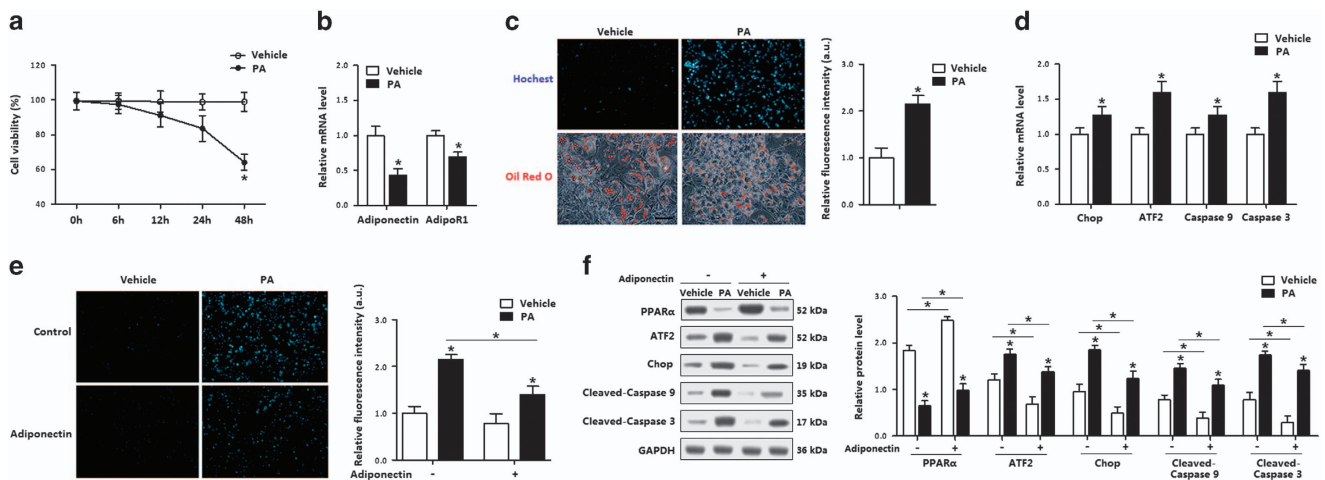 a
Vehicle
PA
Cell viability (%)
120
100
80
60
40
0h 6h 12h 24h 48h
*
b
Vehicle
PA
Relative mRNA level
2.0
1.5
1.0
0.5
0.0
* *
Adiponectin AdipoR1
c
Vehicle PA
Hochest
Oil Red O
Relative fluorescence intensity (a.u.)
3.0
2.0
1.0
0.0
Vehicle
PA
*
d
Vehicle
PA
Relative mRNA level
2.0
1.5
1.0
0.5
0.0
* * * *
Chop ATF2 Caspase 9 Caspase 3
e
Vehicle PA
Control
Adiponectin
Relative fluorescence intensity (a.u.)
3.0
2.0
1.0
0.0
Vehicle
PA
*
* *
Adiponectin - +
f
Adiponectin - +
Vehicle PA Vehicle PA
PPARα 52 kDa
ATF2 52 kDa
Chop 19 kDa
Cleaved-Caspase 9 35 kDa
Cleaved-Caspase 3 17 kDa
GAPDH 36 kDa
Vehicle
PA
Relative protein level
3.0
2.0
1.0
0.0
* * * * * * * * * *
* * * * * * * * * *
Adiponectin - + - + - + - + - +
PPARα ATF2 Chop Cleaved-Caspase 9 Cleaved-Caspase 3